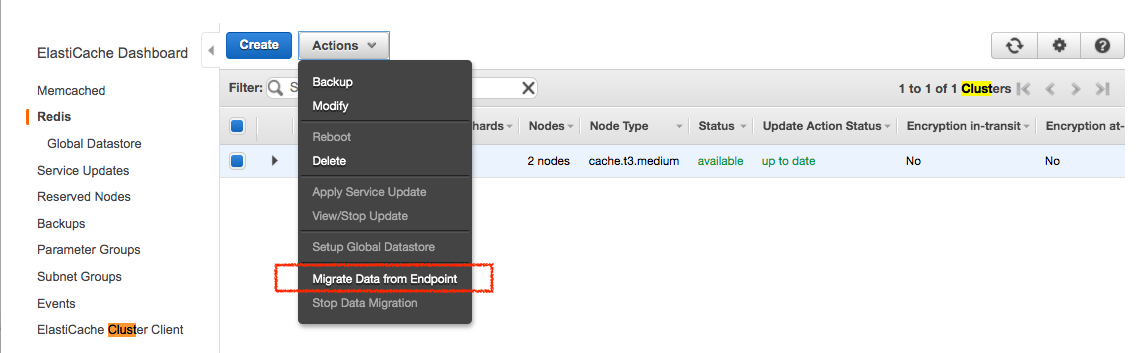 ElastiCache Dashboard
Memcached
Redis
Global Datastore
Service Updates
Reserved Nodes
Backups
Parameter Groups
Subnet Groups
Events
ElastiCache Cluster Client
Create Actions
Filter: S
1 to 1 of 1 Clusters
Backup
Modify
Reboot
Delete
Apply Service Update
View/Stop Update
Setup Global Datastore
Migrate Data from Endpoint
Stop Data Migration
hards Nodes Node Type Status Update Action Status Encryption in-transit Encryption at-
2 nodes cache.t3.medium available up to date No No